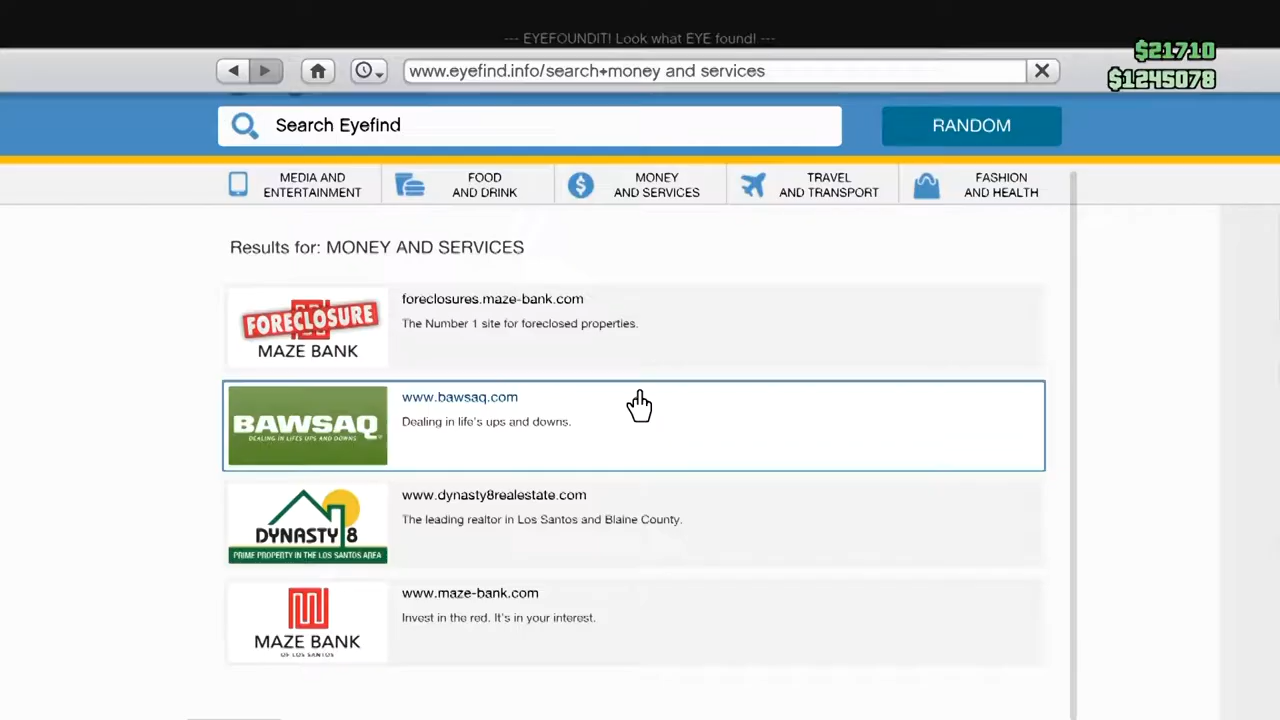 --- EYEFOUNDIT! Look what EYE found! ---
$21710
www.eyefind.info/search+money and services
$1245078
Search Eyefind
RANDOM
MEDIA AND
ENTERTAINMENT
FOOD
AND DRINK
MONEY
AND SERVICES
TRAVEL
AND TRANSPORT
FASHION
AND HEALTH
Results for: MONEY AND SERVICES
FORECLOSURE
MAZE BANK
foreclosures.maze-bank.com
The Number 1 site for foreclosed properties.
BAWSAQ
DEALING IN LIFE'S UPS AND DOWNS
www.bawsaq.com
Dealing in life's ups and downs.
DYNASTY 8
PRIME PROPERTY IN THE LOS SANTOS AREA
www.dynasty8realestate.com
The leading realtor in Los Santos and Blaine County.
MAZE BANK
OF LOS SANTOS
www.maze-bank.com
Invest in the red. It's in your interest.